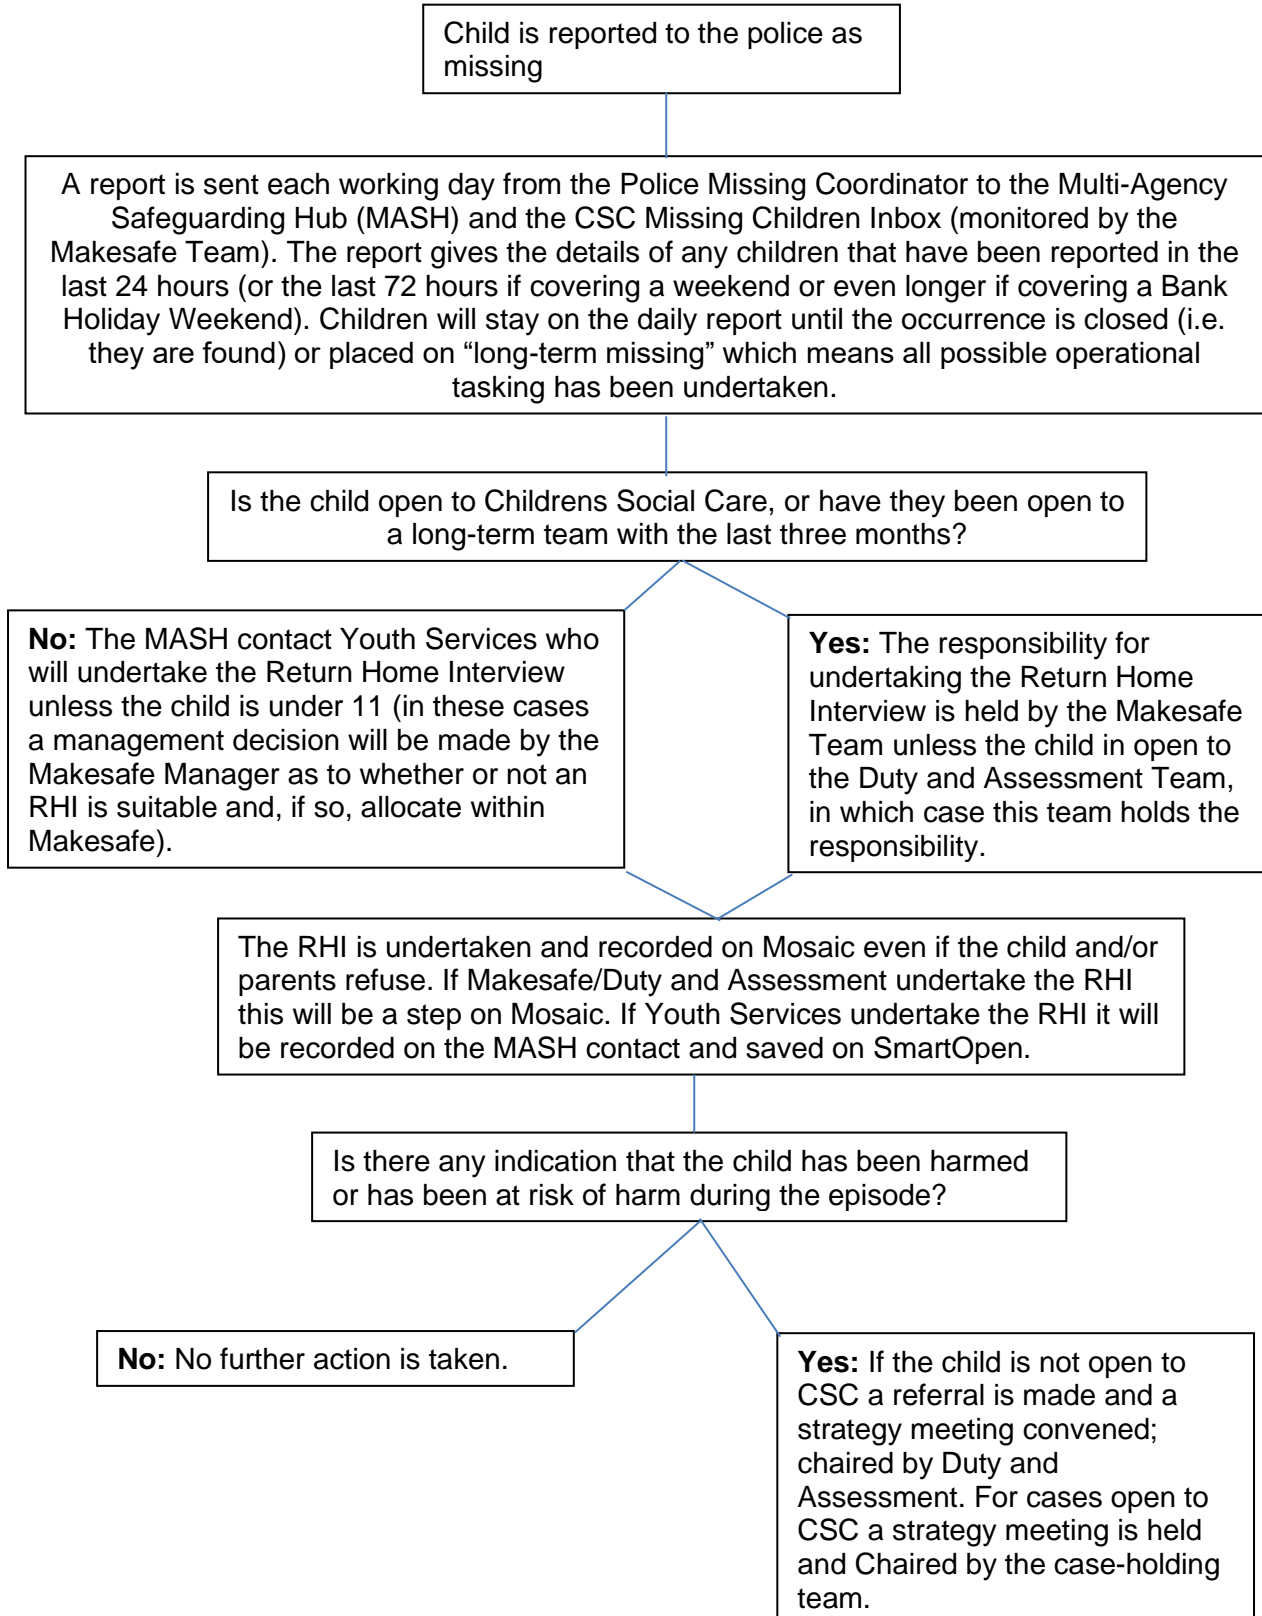 Child is reported to the police as
missing
A report is sent each working day from the Police Missing Coordinator to the Multi-Agency
Safeguarding Hub (MASH) and the CSC Missing Children Inbox (monitored by the
Makesafe Team). The report gives the details of any children that have been reported in the
last 24 hours (or the last 72 hours if covering a weekend or even longer if covering a Bank
Holiday Weekend). Children will stay on the daily report until the occurrence is closed (i.e.
they are found) or placed on “long-term missing” which means all possible operational
tasking has been undertaken.
Is the child open to Childrens Social Care, or have they been open to
a long-term team with the last three months?
No: The MASH contact Youth Services who
will undertake the Return Home Interview
unless the child is under 11 (in these cases
a management decision will be made by the
Makesafe Manager as to whether or not an
RHI is suitable and, if so, allocate within
Makesafe).
Yes: The responsibility for
undertaking the Return Home
Interview is held by the Makesafe
Team unless the child in open to
the Duty and Assessment Team,
in which case this team holds the
responsibility.
The RHI is undertaken and recorded on Mosaic even if the child and/or
parents refuse. If Makesafe/Duty and Assessment undertake the RHI
this will be a step on Mosaic. If Youth Services undertake the RHI it will
be recorded on the MASH contact and saved on SmartOpen.
Is there any indication that the child has been harmed
or has been at risk of harm during the episode?
No: No further action is taken.
Yes: If the child is not open to
CSC a referral is made and a
strategy meeting convened;
chaired by Duty and
Assessment. For cases open to
CSC a strategy meeting is held
and Chaired by the case-holding
team.